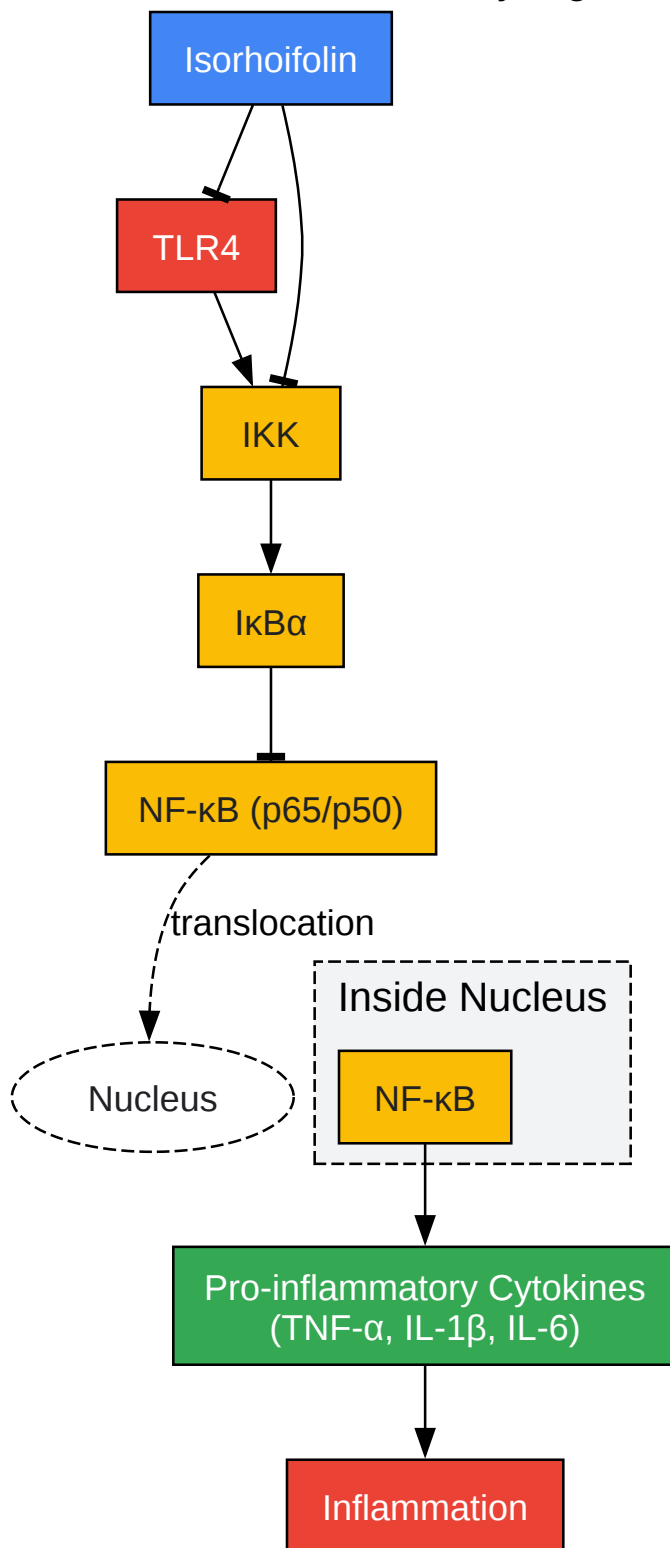 Isorhoifolin
TLR4
IKK
IκBα
NF-κB (p65/p50)
translocation
Inside Nucleus
Nucleus
NF-κB
Pro-inflammatory Cytokines
(TNF-α, IL-1β, IL-6)
Inflammation